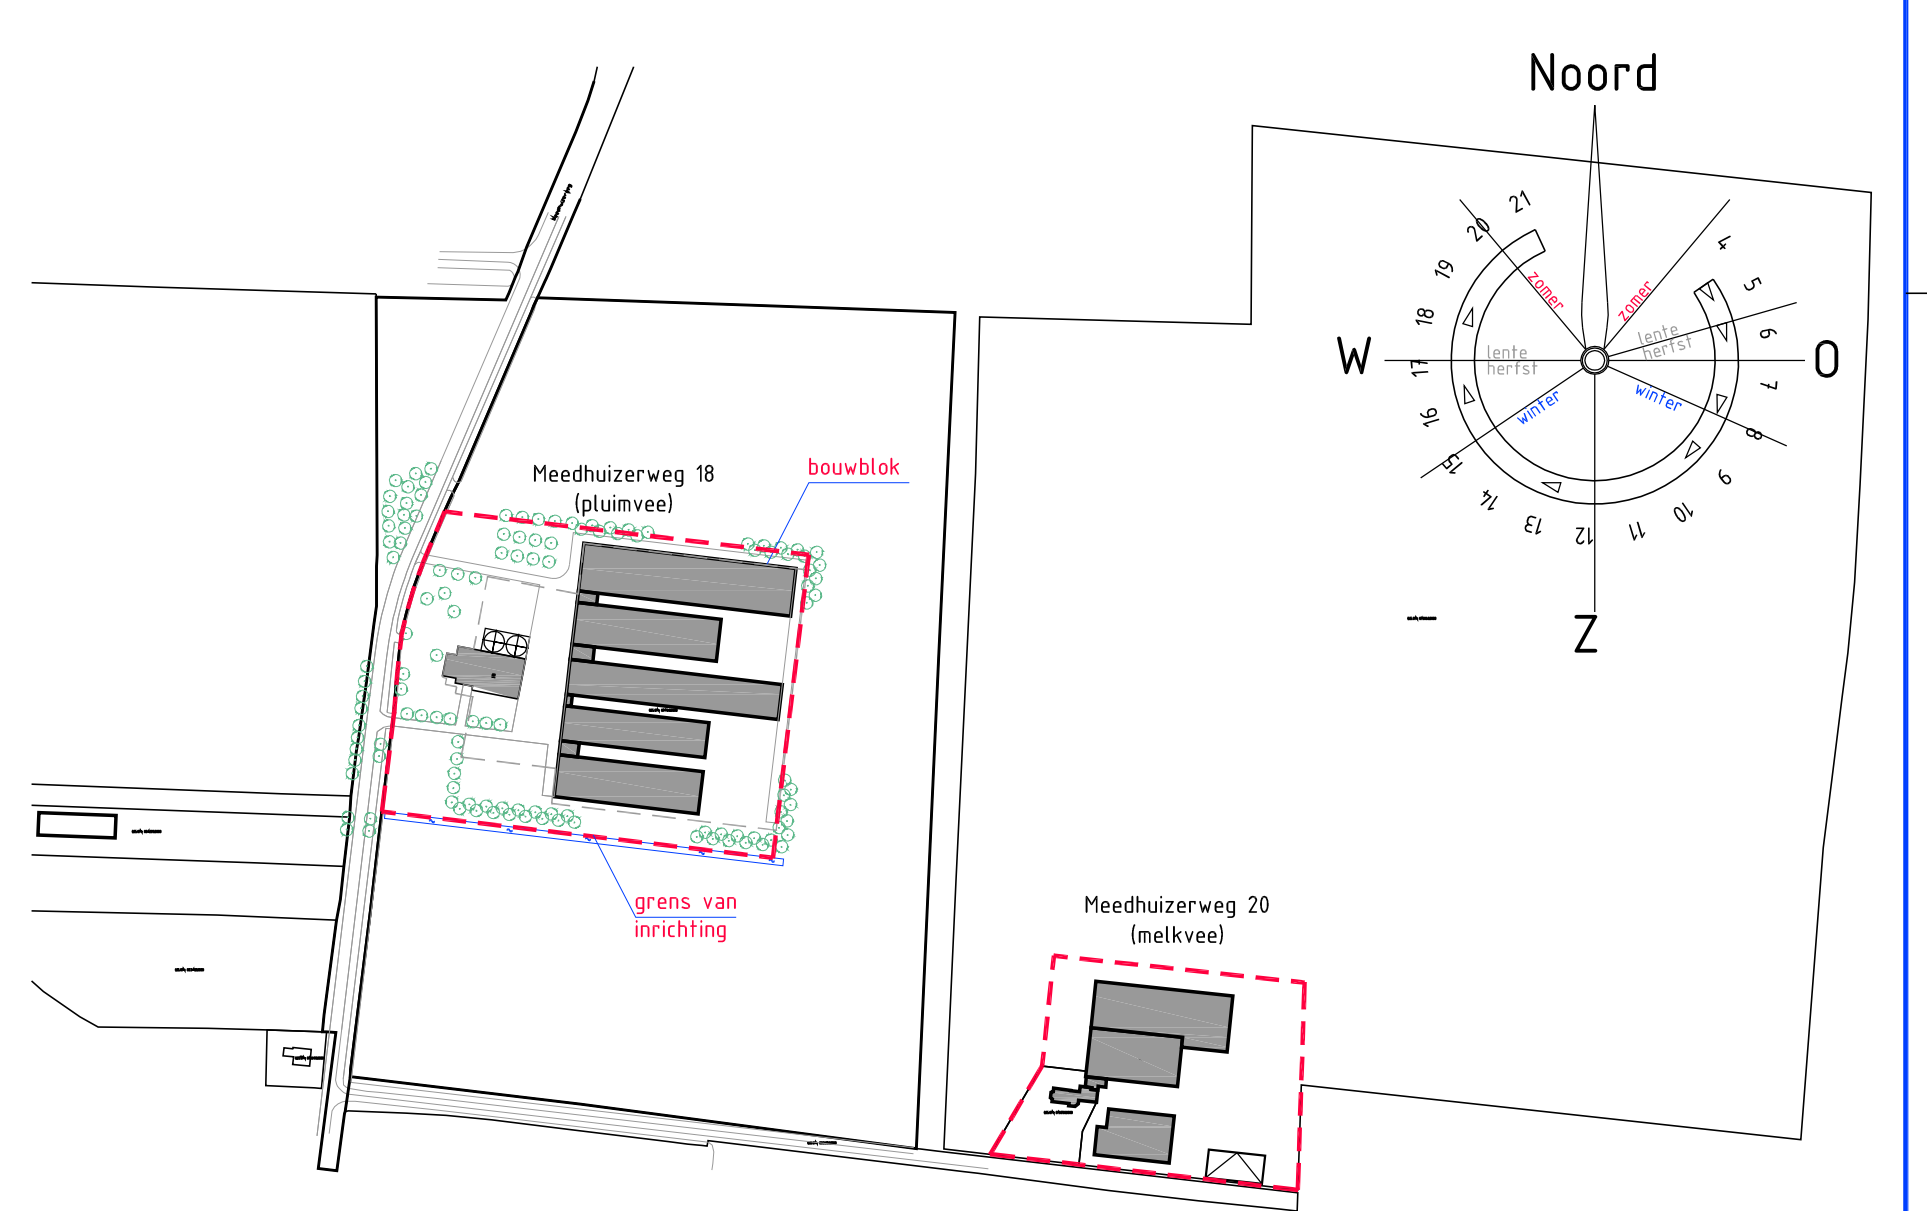 Noord
21
20
19
18
17
16
15
14
13
12
11
10
9
8
7
6
5
4
zomer
zomer
lente
herfst
lente
herfst
winter
winter
W
O
Z
Meedhuizerweg 18
(pluimvee)
bouwblok
grens van
inrichting
Meedhuizerweg 20
(melkvee)